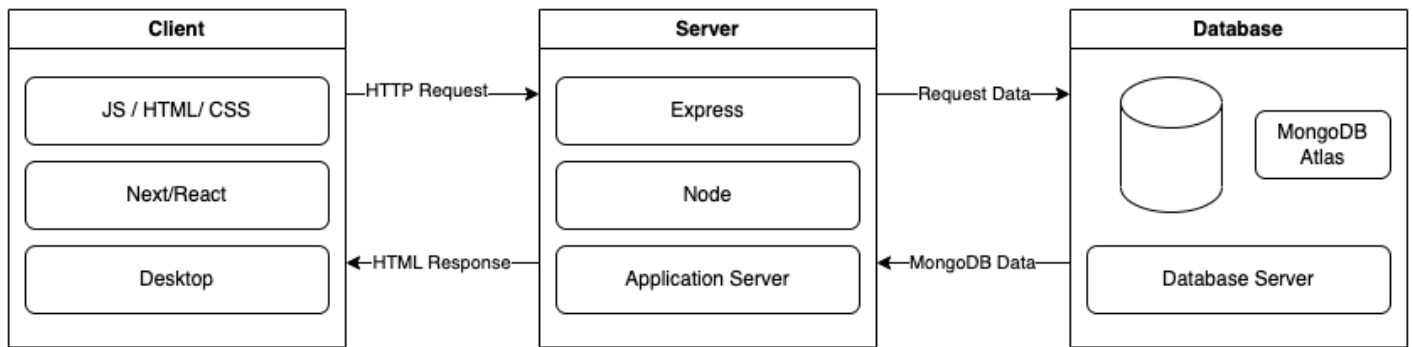 Client
JS / HTML/ CSS
Next/React
Desktop
HTTP Request
HTML Response
Server
Express
Node
Application Server
Request Data
MongoDB Data
Database
MongoDB
Atlas
Database Server